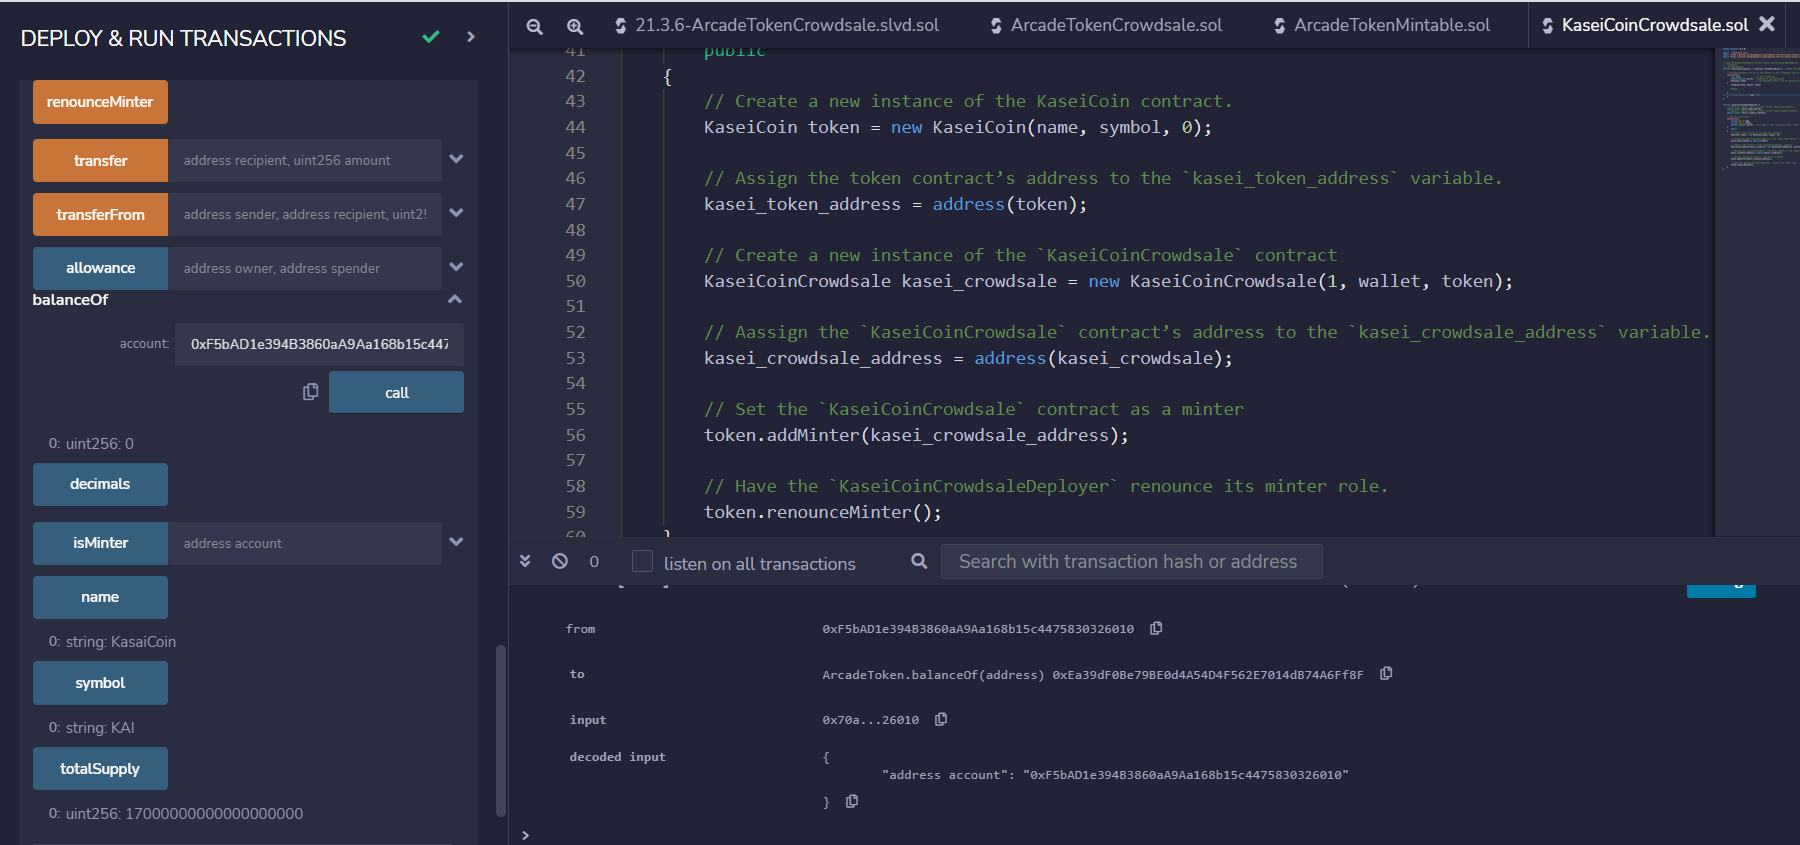 DEPLOY & RUN TRANSACTIONS
renounceMinter
transfer
address recipient, uint256 amount
transferFrom
address sender, address recipient, uint2!
allowance
address owner, address spender
balanceOf
account:
0xF5bAD1e394B3860aA9Aa168b15c447
call
0: uint256: 0
decimals
isMinter
address account
name
0: string: KasaiCoin
symbol
0: string: KAI
totalSupply
0: uint256: 17000000000000000000
21.3.6-ArcadeTokenCrowdsale.slvd.sol
ArcadeTokenCrowdsale.sol
ArcadeTokenMintable.sol
KaseiCoinCrowdsale.sol
41 public
42 {
43 // Create a new instance of the KaseiCoin contract.
44 KaseiCoin token = new KaseiCoin(name, symbol, 0);
45
46 // Assign the token contract’s address to the `kasei_token_address` variable.
47 kasei_token_address = address(token);
48
49 // Create a new instance of the `KaseiCoinCrowdsale` contract
50 KaseiCoinCrowdsale kasei_crowdsale = new KaseiCoinCrowdsale(1, wallet, token);
51
52 // Aassign the `KaseiCoinCrowdsale` contract’s address to the `kasei_crowdsale_address` variable.
53 kasei_crowdsale_address = address(kasei_crowdsale);
54
55 // Set the `KaseiCoinCrowdsale` contract as a minter
56 token.addMinter(kasei_crowdsale_address);
57
58 // Have the `KaseiCoinCrowdsaleDeployer` renounce its minter role.
59 token.renounceMinter();
60 }
0
listen on all transactions
Search with transaction hash or address
from 0xF5bAD1e394B3860aA9Aa168b15c4475830326010
to ArcadeToken.balanceOf(address) 0xEa39dF0Be79BE0d4A54D4F562E7014dB74A6Ff8F
input 0x70a...26010
decoded input {
"address account": "0xF5bAD1e394B3860aA9Aa168b15c4475830326010"
}
>